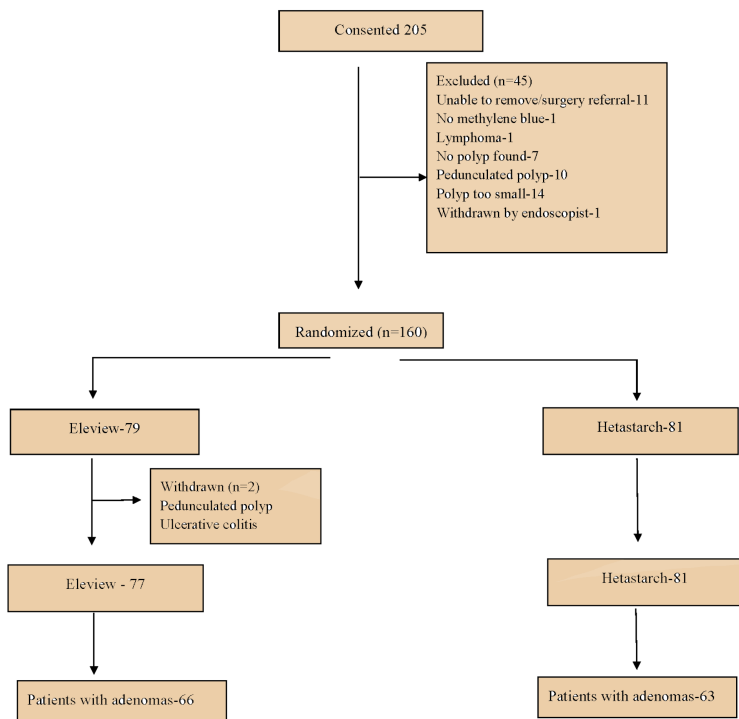 Consented 205
Excluded (n=45)
Unable to remove/surgery referral-11
No methylene blue-1
Lymphoma-1
No polyp found-7
Pedunculated polyp-10
Polyp too small-14
Withdrawn by endoscopist-1
Randomized (n=160)
Eleview-79
Hetastarch-81
Withdrawn (n=2)
Pedunculated polyp
Ulcerative colitis
Eleview - 77
Hetastarch-81
Patients with adenomas-66
Patients with adenomas-63